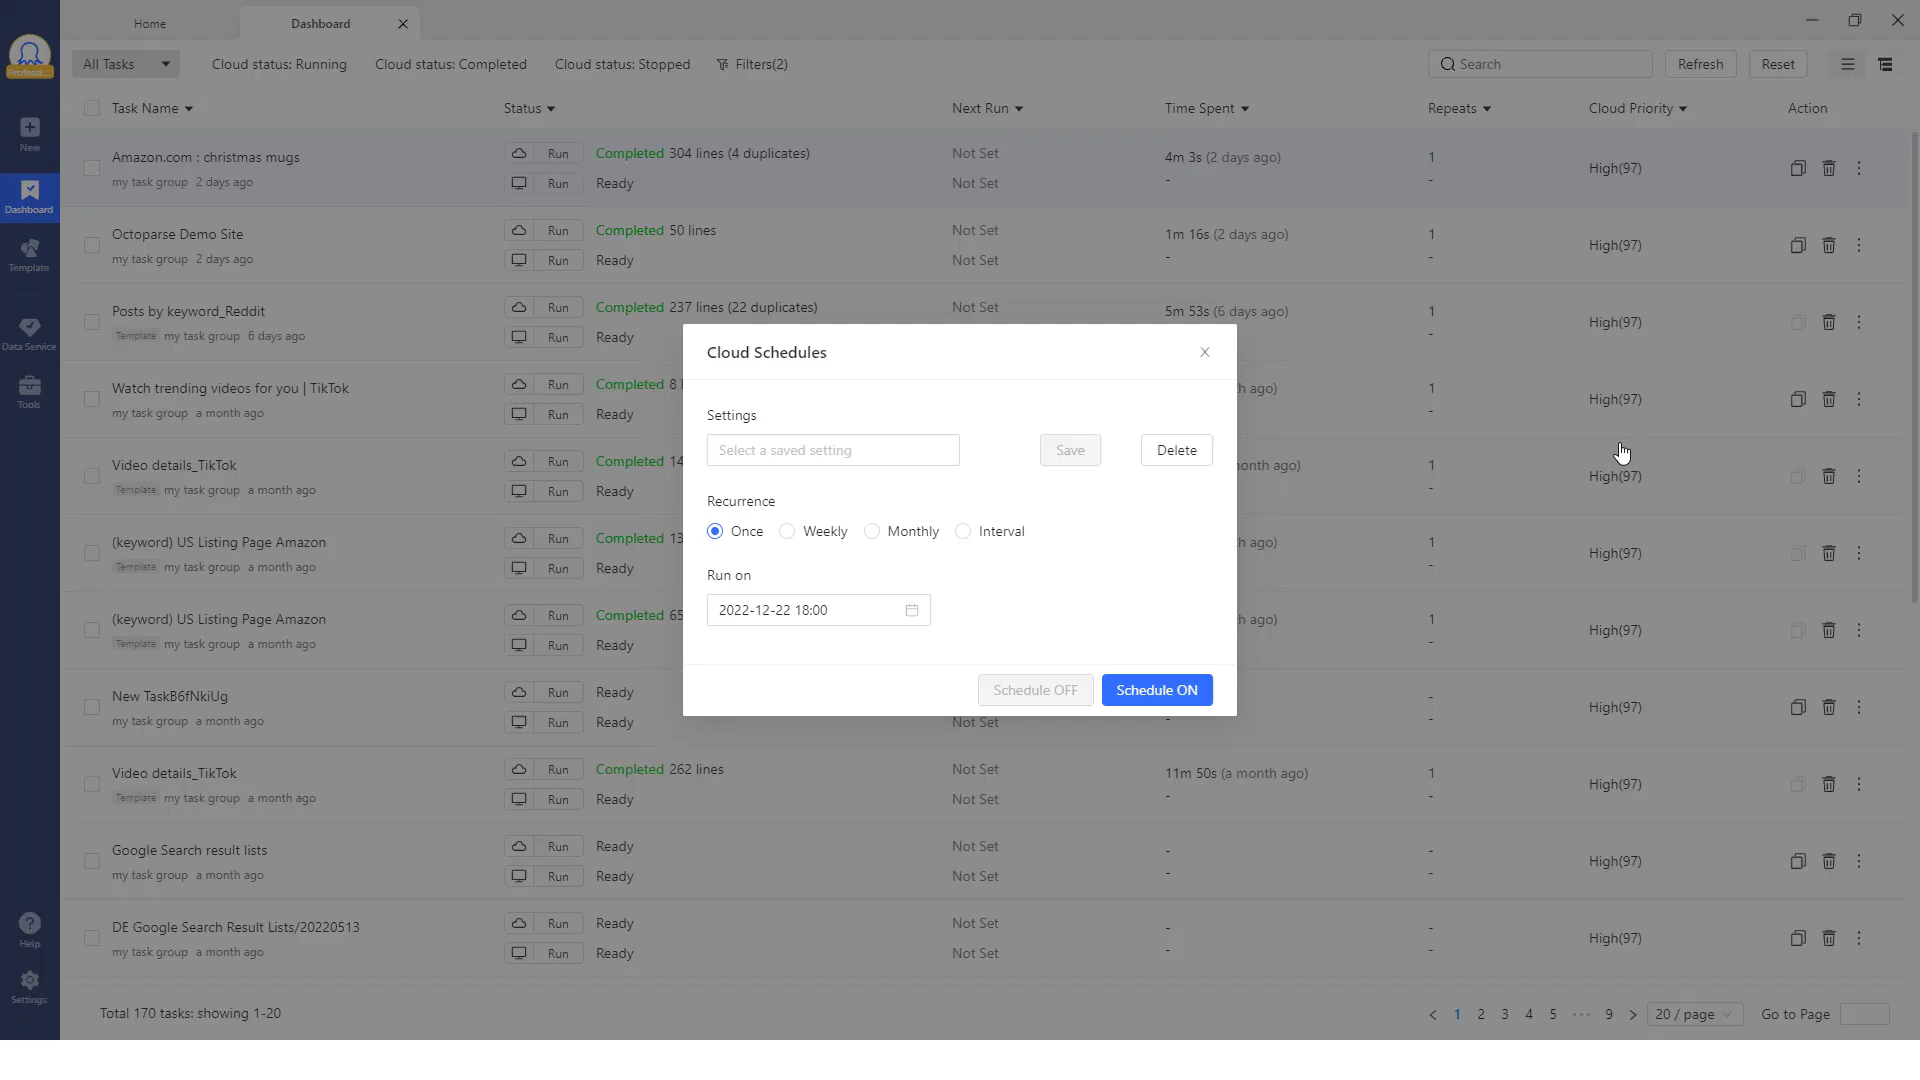 Home
Dashboard
Professi...
All Tasks
Cloud status: Running
Cloud status: Completed
Cloud status: Stopped
Filters(2)
Search
Refresh
Reset
Task Name
Status
Next Run
Time Spent
Repeats
Cloud Priority
Action
New
Dashboard
Template
Data Service
Tools
Help
Settings
Amazon.com : christmas mugs
my task group 2 days ago
Run Completed 304 lines (4 duplicates)
Run Ready
Not Set
Not Set
4m 3s (2 days ago)
-
1
-
High(97)
Octoparse Demo Site
my task group 2 days ago
Run Completed 50 lines
Run Ready
Not Set
Not Set
1m 16s (2 days ago)
-
1
-
High(97)
Posts by keyword_Reddit
Template my task group 6 days ago
Run Completed 237 lines (22 duplicates)
Run Ready
Not Set
5m 53s (6 days ago)
1
-
High(97)
Watch trending videos for you | TikTok
my task group a month ago
Run Completed 8
Run Ready
ago)
1
-
High(97)
Video details_TikTok
Template my task group a month ago
Run Completed 14
Run Ready
month ago)
1
-
High(97)
(keyword) US Listing Page Amazon
Template my task group a month ago
Run Completed 13
Run Ready
ago)
1
-
High(97)
(keyword) US Listing Page Amazon
Template my task group a month ago
Run Completed 65
Run Ready
ago)
1
-
High(97)
New TaskB6fNkiUg
my task group a month ago
Run Ready
Run Ready
Not Set
-
-
-
High(97)
Video details_TikTok
Template my task group a month ago
Run Completed 262 lines
Run Ready
Not Set
Not Set
11m 50s (a month ago)
-
1
-
High(97)
Google Search result lists
my task group a month ago
Run Ready
Run Ready
Not Set
Not Set
-
-
-
-
High(97)
DE Google Search Result Lists/20220513
my task group a month ago
Run Ready
Run Ready
Not Set
Not Set
-
-
-
-
High(97)
Cloud Schedules
Settings
Select a saved setting
Save
Delete
Recurrence
Once
Weekly
Monthly
Interval
Run on
2022-12-22 18:00
Schedule OFF
Schedule ON
Total 170 tasks: showing 1-20
< 1 2 3 4 5 ••• 9 >
20 / page
Go to Page